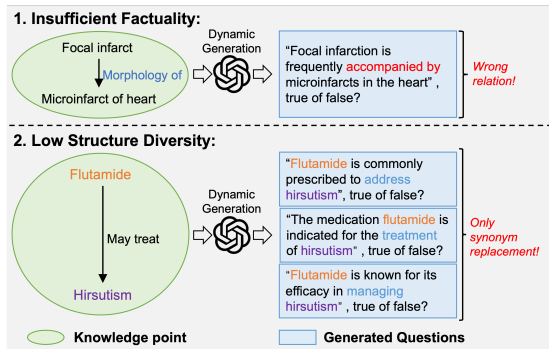 1. Insufficient Factuality:
Focal infarct
Morphology of
Microinfarct of heart
Dynamic
Generation
“Focal infarction is
frequently accompanied by
microinfarcts in the heart” ,
true of false?
Wrong
relation!
2. Low Structure Diversity:
Flutamide
May treat
Hirsutism
Dynamic
Generation
“Flutamide is commonly
prescribed to address
hirsutism”, true of false?
“The medication flutamide is
indicated for the treatment
of hirsutism” , true of false?
“Flutamide is known for its
efficacy in managing
hirsutism” , true of false?
Only
synonym
replacement!
Knowledge point
Generated Questions